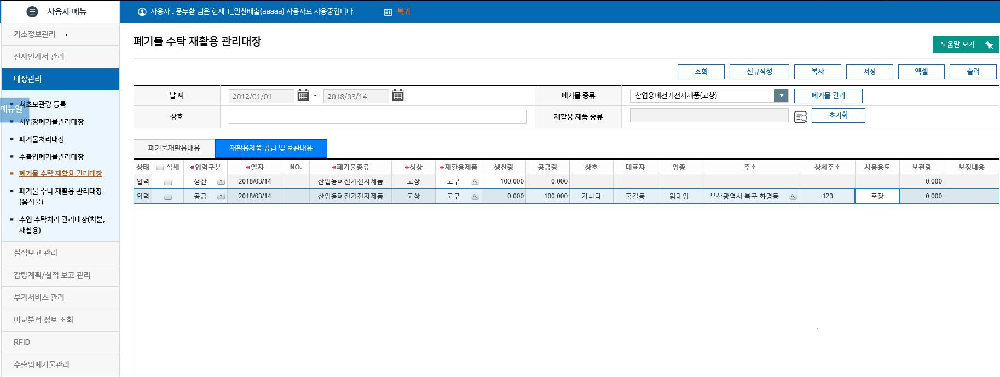 사용자 메뉴
사용자 : 문두환 님은 현재 T_인천배출(aaaaa) 사용자로 사용중입니다.
복귀
기초정보관리
전자인계서 관리
대장관리
최초보관량 등록
메뉴열
사업장폐기물관리대장
폐기물처리대장
수출입폐기물관리대장
폐기물 수탁 재활용 관리대장
폐기물 수탁 재활용 관리대장
(음식물)
수입 수탁처리 관리대장(처분,
재활용)
실적보고 관리
감량계획/실적 보고 관리
부가서비스 관리
비교분석 정보 조회
RFID
수출입폐기물관리
폐기물 수탁 재활용 관리대장
도움말 보기
조회 신규작성 복사 저장 엑셀 출력
날 짜 2012/01/01 ~ 2018/03/14 폐기물 종류 산업용폐전기전자제품(고상) 폐기물 관리
상호 재활용 제품 종류 초기화
폐기물재활용내용 재활용제품 공급 및 보관내용
상태 삭제 *입력구분 *일자 NO. *폐기물종류 *성상 *재활용제품 생산량 공급량 상호 대표자 업종 주소 상세주소 사용용도 보관량 보정내용
입력 생산 2018/03/14 산업용폐전기전자제품 고상 고무 100.000 0.000 0.000
입력 공급 2018/03/14 산업용폐전기전자제품 고상 고무 0.000 100.000 가나다 홍길동 임대업 부산광역시 북구 화명동 123 포장 0.000